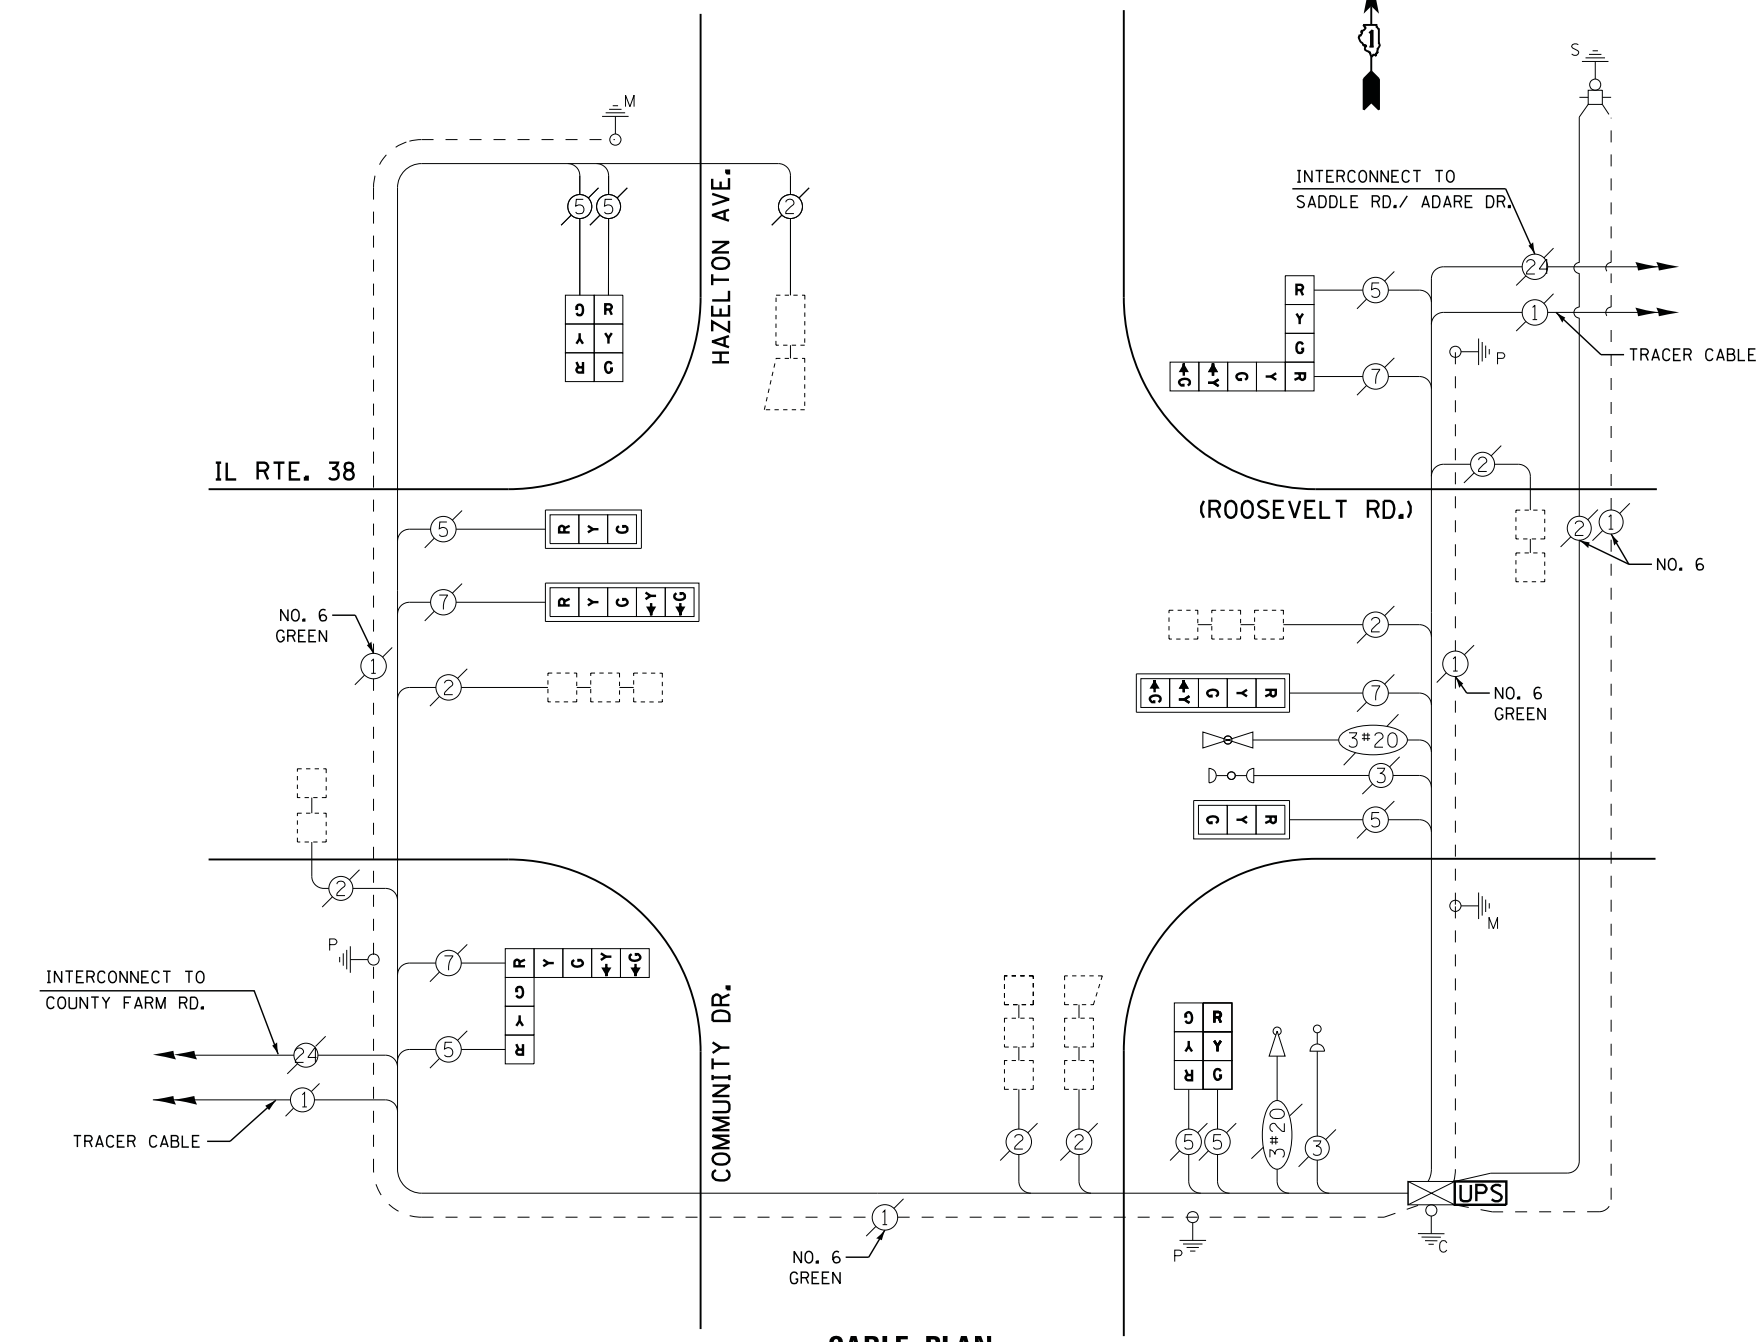 1
S
M
INTERCONNECT TO
SADDLE RD./ ADARE DR.
HAZELTON AVE.
5
5
2
24
5
1
TRACER CABLE
P
7
G R
Y Y
R G
R
Y
G
G Y G Y R
IL RTE. 38
2
(ROOSEVELT RD.)
5
R Y G
2
1
NO. 6
7
R Y G Y G
NO. 6
GREEN
1
2
1
NO. 6
GREEN
2
G Y G Y R
7
3#20
3
G Y R
5
2
M
P
INTERCONNECT TO
COUNTY FARM RD.
7
R Y G Y G
G
Y
R
24
5
1
TRACER CABLE
COMMUNITY DR.
G R
Y Y
R G
2
2
5
5
3#20
3
UPS
1
NO. 6
GREEN
P
C
CABLE PLAN